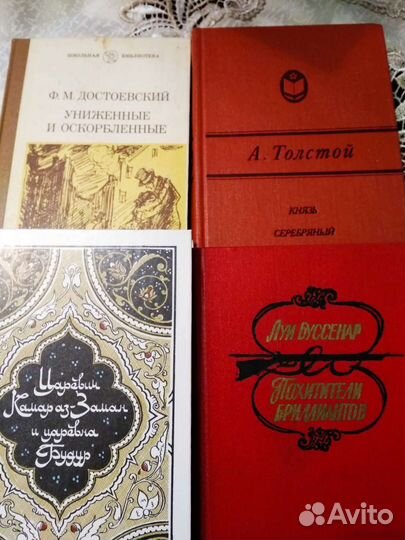 ШКОЛЬНАЯ БИБЛИОТЕКА
Ф. М. ДОСТОЕВСКИЙ
УНИЖЕННЫЕ
И ОСКОРБЛЕННЫЕ
А. Толстой
КНЯЗЬ
СЕРЕБРЯНЫЙ
Царевич
Камар аз-Заман
и царевна
Будур
ЛУИ БУССЕНАР
ПОХИТИТЕЛИ
БРИЛЛИАНТОВ
Avito